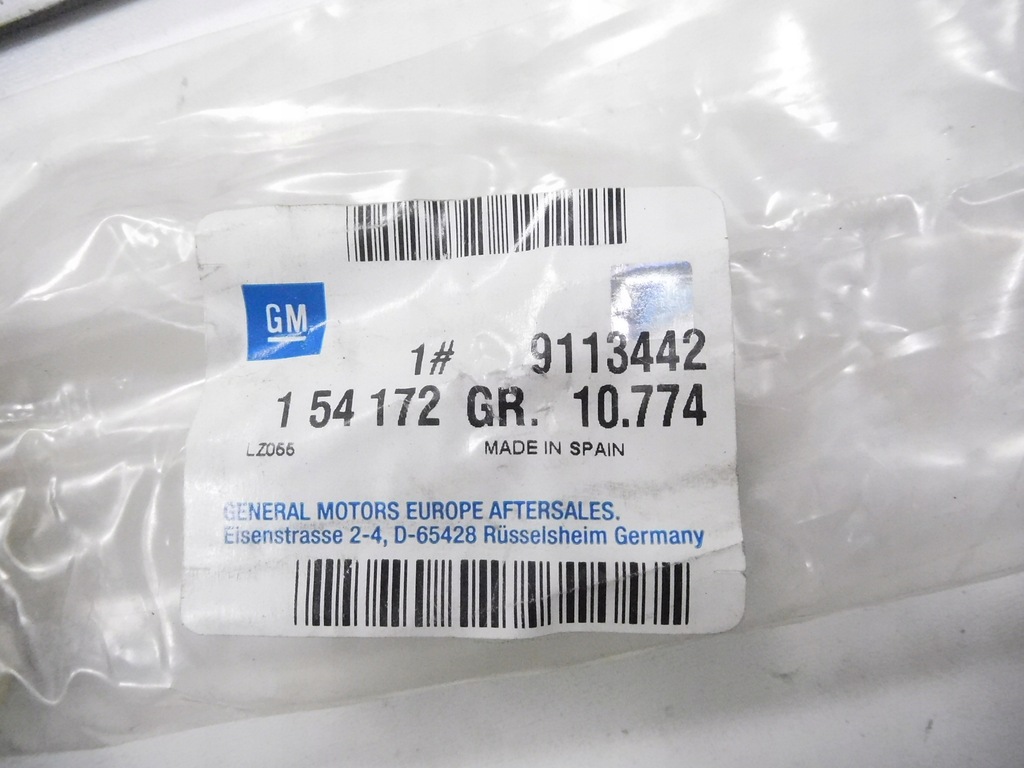 GM
1# 9113442
1 54 172 GR. 10.774
LZ066 MADE IN SPAIN
GENERAL MOTORS EUROPE AFTERSALES.
Eisenstrasse 2-4, D-65428 Rüsselsheim Germany